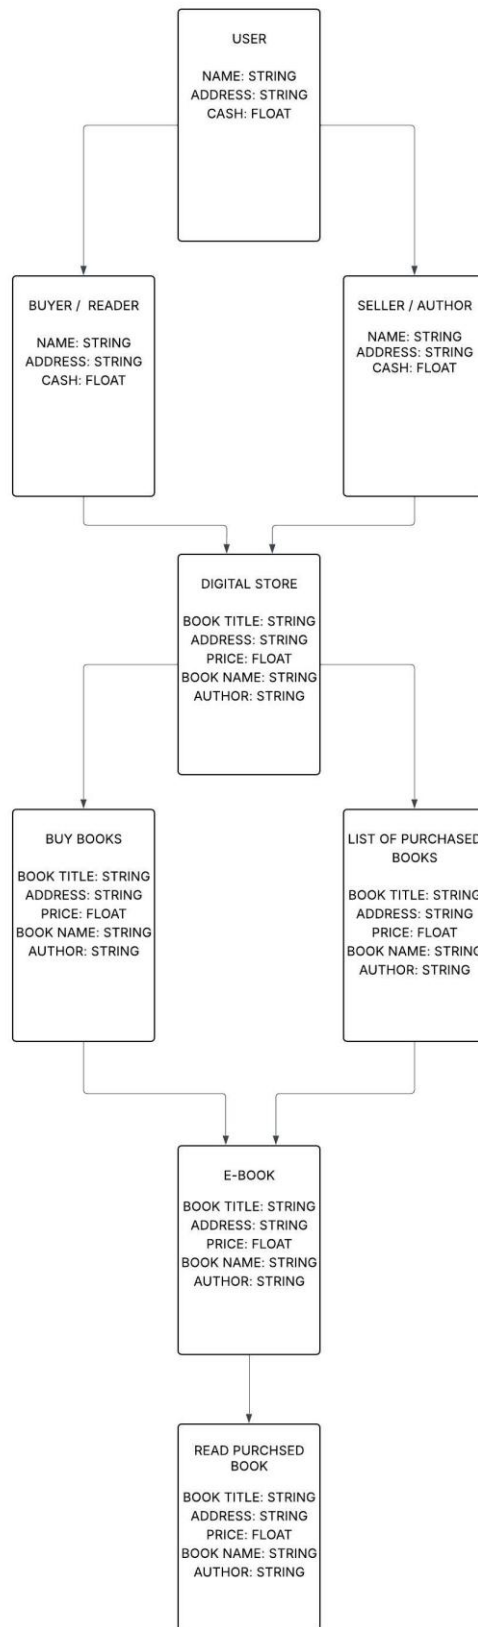 USER
NAME: STRING
ADDRESS: STRING
CASH: FLOAT
BUYER / READER
NAME: STRING
ADDRESS: STRING
CASH: FLOAT
SELLER / AUTHOR
NAME: STRING
ADDRESS: STRING
CASH: FLOAT
DIGITAL STORE
BOOK TITLE: STRING
ADDRESS: STRING
PRICE: FLOAT
BOOK NAME: STRING
AUTHOR: STRING
BUY BOOKS
BOOK TITLE: STRING
ADDRESS: STRING
PRICE: FLOAT
BOOK NAME: STRING
AUTHOR: STRING
LIST OF PURCHASED
BOOKS
BOOK TITLE: STRING
ADDRESS: STRING
PRICE: FLOAT
BOOK NAME: STRING
AUTHOR: STRING
E-BOOK
BOOK TITLE: STRING
ADDRESS: STRING
PRICE: FLOAT
BOOK NAME: STRING
AUTHOR: STRING
READ PURCHSED
BOOK
BOOK TITLE: STRING
ADDRESS: STRING
PRICE: FLOAT
BOOK NAME: STRING
AUTHOR: STRING